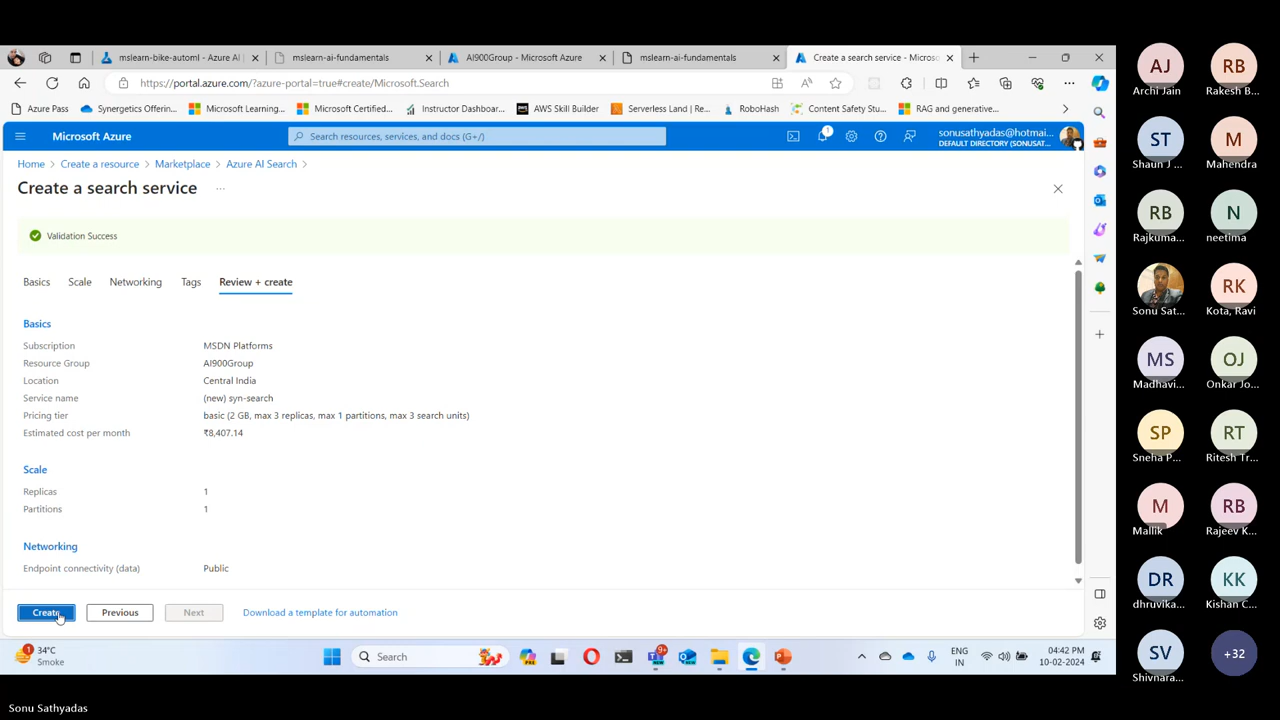 mslearn-bike-automl - Azure AI |
mslearn-ai-fundamentals
AI900Group - Microsoft Azure
mslearn-ai-fundamentals
Create a search service - Microso
https://portal.azure.com/?azure-portal=true#create/Microsoft.Search
Azure Pass
Synergetics Offerin...
Microsoft Learning...
Microsoft Certified...
Instructor Dashboar...
AWS Skill Builder
Serverless Land | Re...
RoboHash
Content Safety Stu...
RAG and generative...
Microsoft Azure
Search resources, services, and docs (G+/)
1
sonusathyadas@hotmai...
DEFAULT DIRECTORY (SONUSAT...
Home > Create a resource > Marketplace > Azure AI Search >
Create a search service
...
Validation Success
Basics
Scale
Networking
Tags
Review + create
Basics
Subscription
MSDN Platforms
Resource Group
AI900Group
Location
Central India
Service name
(new) syn-search
Pricing tier
basic (2 GB, max 3 replicas, max 1 partitions, max 3 search units)
Estimated cost per month
₹8,407.14
Scale
Replicas
1
Partitions
1
Networking
Endpoint connectivity (data)
Public
Create
Previous
Next
Download a template for automation
1
34°C
Smoke
Search
9+
ENG
IN
04:42 PM
10-02-2024
AJ
Archi Jain
RB
Rakesh B...
ST
Shaun J ...
M
Mahendra
RB
Rajkuma...
N
neetima
Sonu Sat...
RK
Kota, Ravi
MS
Madhavi...
OJ
Onkar Jo...
SP
Sneha P...
RT
Ritesh Tr...
M
Mallik
RB
Rajeev K...
DR
dhruvika...
KK
Kishan C...
SV
Shivnara...
+32
Sonu Sathyadas